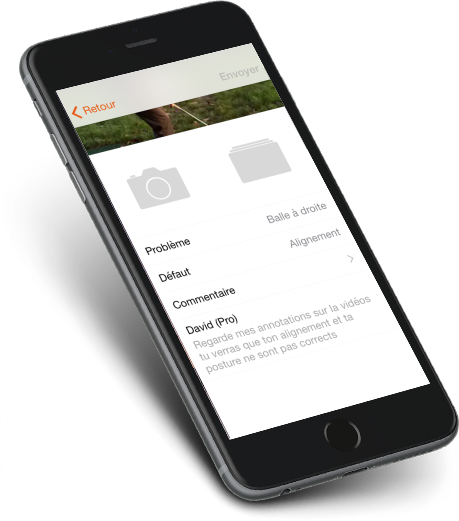 Retour
Envoyer
Problème
Balle à droite
Défaut
Alignement
Commentaire
David (Pro)
Regarde mes annotations sur la vidéos
tu verras que ton alignement et ta
posture ne sont pas corrects